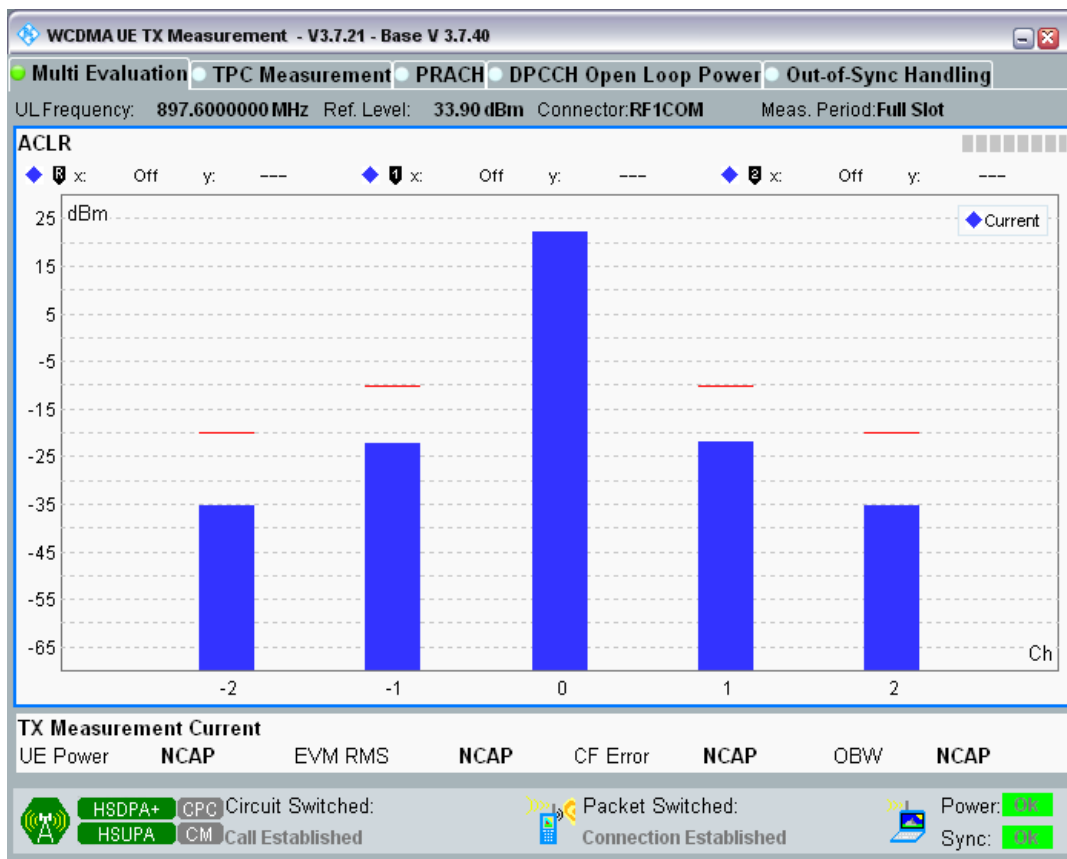 WCDMA UE TX Measurement - V3.7.21 - Base V 3.7.40
Multi Evaluation TPC Measurement PRACH DPCCH Open Loop Power Out-of-Sync Handling
UL Frequency: 897.6000000 MHz Ref. Level: 33.90 dBm Connector:RF1COM Meas. Period:Full Slot
ACLR
R x: Off y: --- 1 x: Off y: --- 2 x: Off y: ---
dBm
Current
25
15
5
-5
-15
-25
-35
-45
-55
-65
Ch
-2 -1 0 1 2
TX Measurement Current
UE Power NCAP EVM RMS NCAP CF Error NCAP OBW NCAP
HSDPA+ CPC Circuit Switched: Packet Switched: Power: Ok
HSUPA CM Call Established Connection Established Sync: Ok